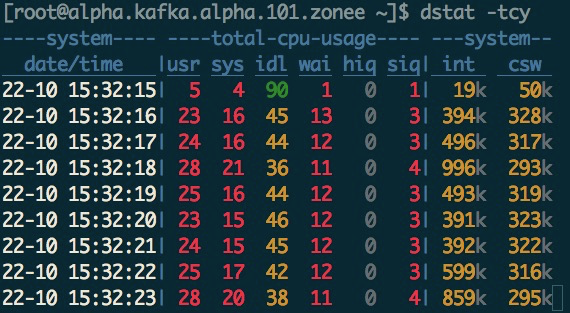 [root@alpha.kafka.alpha.101.zonee ~]$ dstat -tcy
----system---- ----total-cpu-usage---- ---system--
date/time |usr sys idl wai hiq siq| int csw
22-10 15:32:15| 5 4 90 1 0 1| 19k 50k
22-10 15:32:16| 23 16 45 13 0 3| 394k 328k
22-10 15:32:17| 24 16 44 12 0 3| 496k 317k
22-10 15:32:18| 28 21 36 11 0 4| 996k 293k
22-10 15:32:19| 25 16 44 12 0 3| 493k 319k
22-10 15:32:20| 23 15 46 12 0 3| 391k 323k
22-10 15:32:21| 24 15 45 12 0 3| 392k 322k
22-10 15:32:22| 25 17 42 12 0 3| 599k 316k
22-10 15:32:23| 28 20 38 11 0 4| 859k 295k